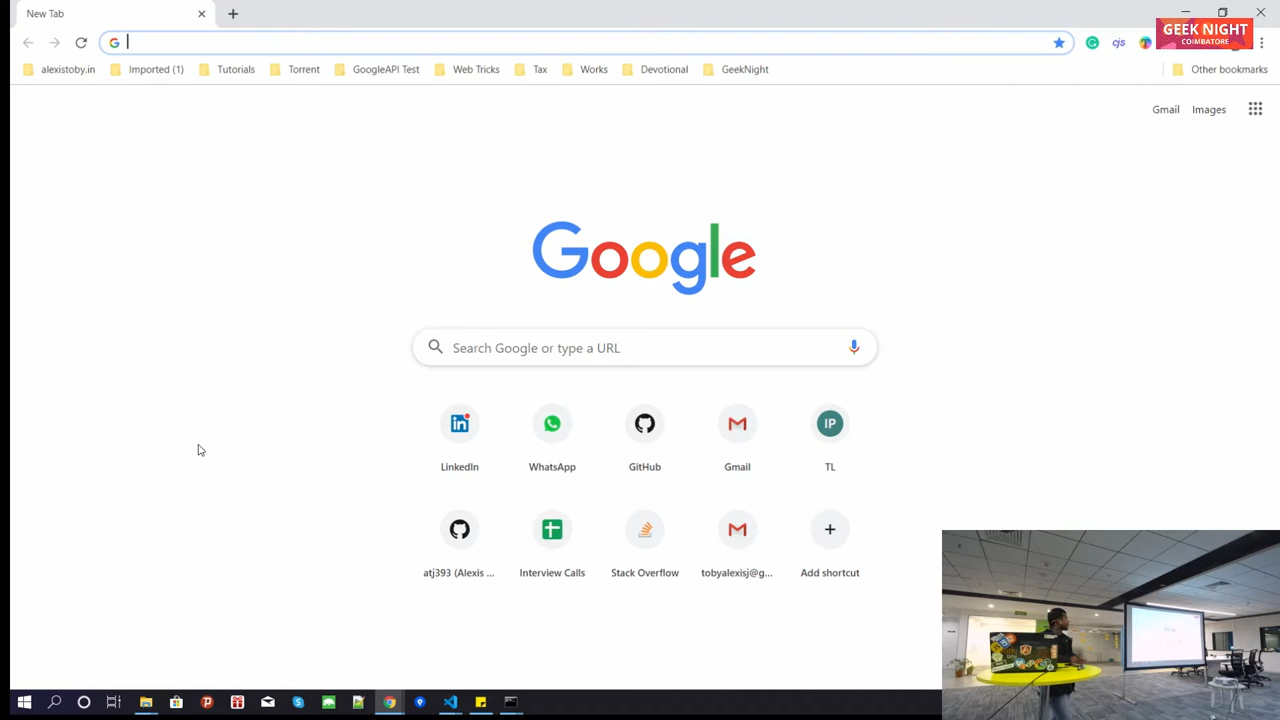 New Tab
GEEK NIGHT
COIMBATORE
cjs
alexistoby.in
Imported (1)
Tutorials
Torrent
GoogleAPI Test
Web Tricks
Tax
Works
Devotional
GeekNight
Other bookmarks
Gmail
Images
Google
Search Google or type a URL
IP
LinkedIn
WhatsApp
GitHub
Gmail
TL
atj393 (Alexis ...
Interview Calls
Stack Overflow
tobyalexisj@g...
Add shortcut